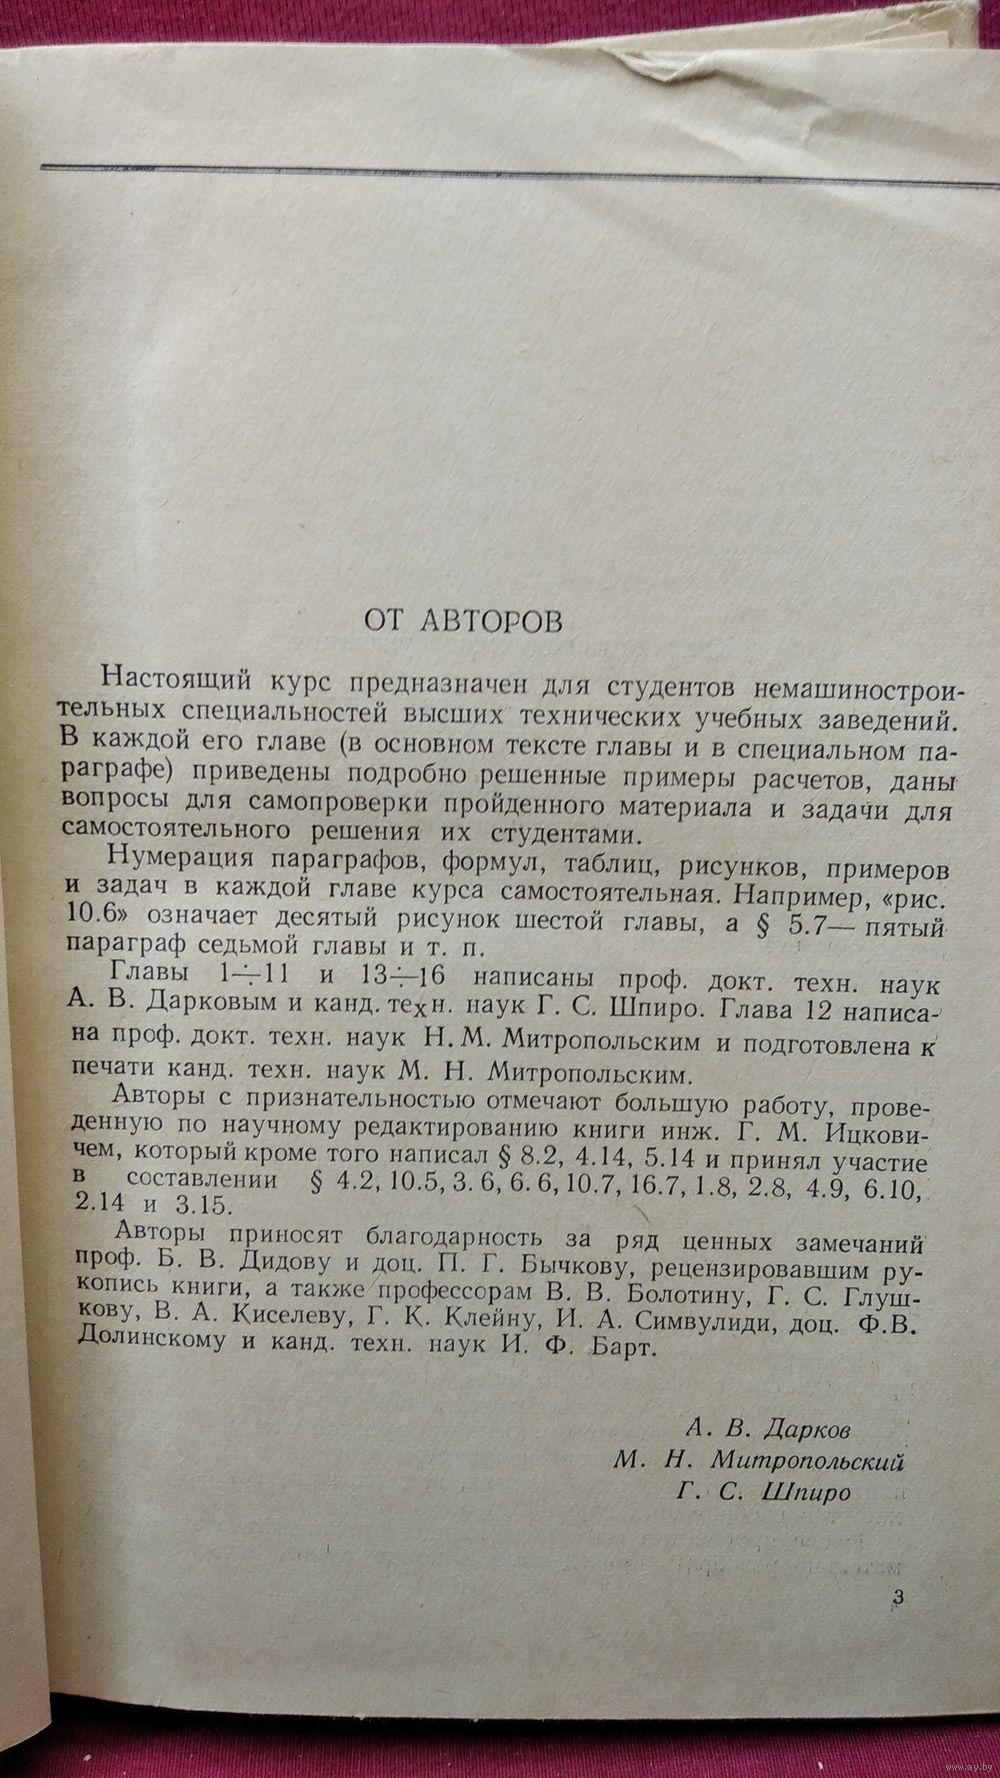 ОТ АВТОРОВ
Настоящий курс предназначен для студентов немашинострои-
тельных специальностей высших технических учебных заведений.
В каждой его главе (в основном тексте главы и в специальном па-
раграфе) приведены подробно решенные примеры расчетов, даны
вопросы для самопроверки пройденного материала и задачи для
самостоятельного решения их студентами.
Нумерация параграфов, формул, таблиц, рисунков, примеров
и задач в каждой главе курса самостоятельная. Например, «рис.
10.6» означает десятый рисунок шестой главы, а § 5.7— пятый
параграф седьмой главы и т. п.
Главы 1÷11 и 13÷16 написаны проф. докт. техн. наук
А. В. Дарковым и канд. техн. наук Г. С. Шпиро. Глава 12 написа-
на проф. докт. техн. наук Н. М. Митропольским и подготовлена к
печати канд. техн. наук М. Н. Митропольским.
Авторы с признательностью отмечают большую работу, прове-
денную по научному редактированию книги инж. Г. М. Ицкови-
чем, который кроме того написал § 8.2, 4.14, 5.14 и принял участие
в составлении § 4.2, 10.5, 3. 6, 6. 6, 10.7, 16.7, 1.8, 2.8, 4.9, 6.10,
2.14 и 3.15.
Авторы приносят благодарность за ряд ценных замечаний
проф. Б. В. Дидову и доц. П. Г. Бычкову, рецензировавшим ру-
копись книги, а также профессорам В. В. Болотину, Г. С. Глуш-
кову, В. А. Киселеву, Г. К. Клейну, И. А. Симвулиди, доц. Ф.В.
Долинскому и канд. техн. наук И. Ф. Барт.
А. В. Дарков
М. Н. Митропольский
Г. С. Шпиро
3
www.ay.by